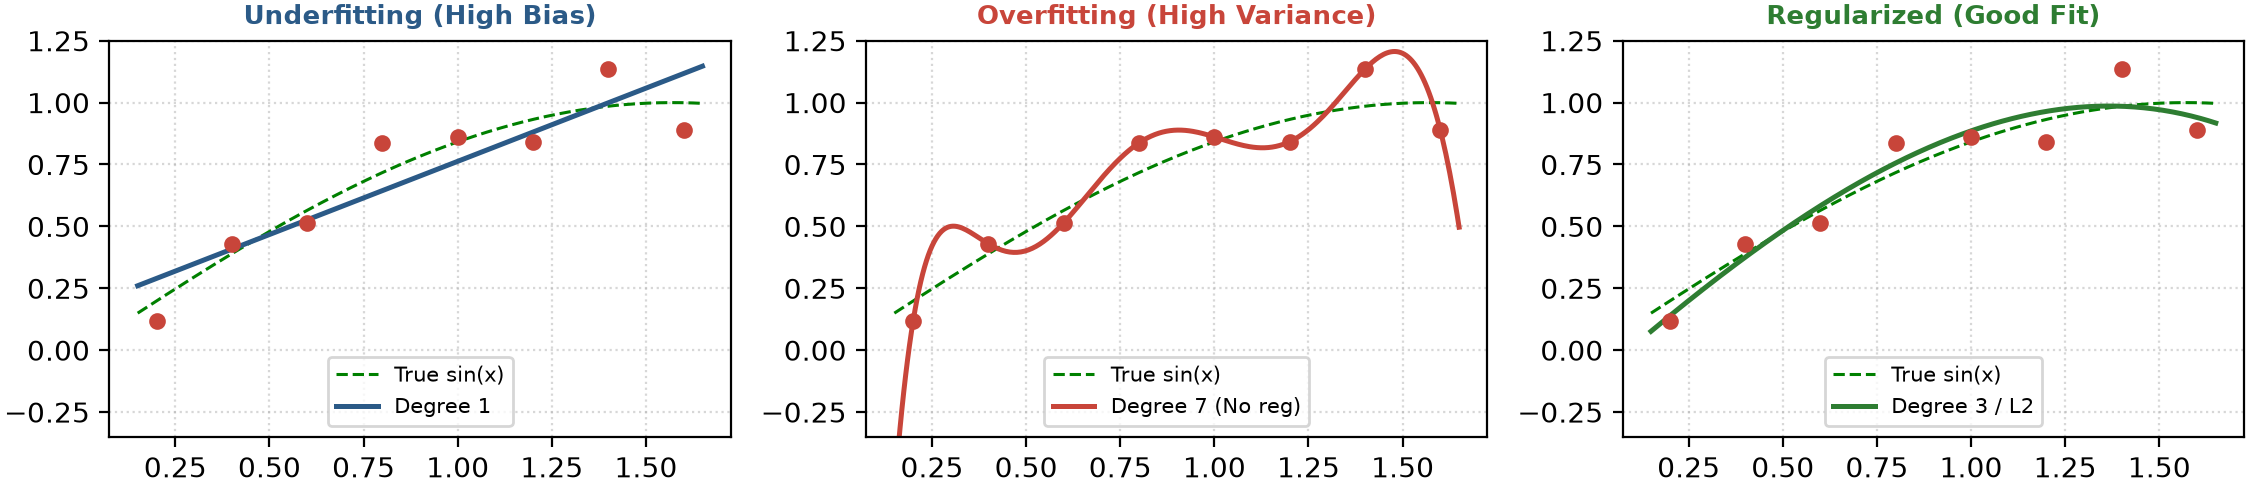 Underfitting (High Bias)
1.25
1.00
0.75
0.50
0.25
0.00
−0.25
0.25 0.50 0.75 1.00 1.25 1.50
True sin(x)
Degree 1
Overfitting (High Variance)
1.25
1.00
0.75
0.50
0.25
0.00
−0.25
0.25 0.50 0.75 1.00 1.25 1.50
True sin(x)
Degree 7 (No reg)
Regularized (Good Fit)
1.25
1.00
0.75
0.50
0.25
0.00
−0.25
0.25 0.50 0.75 1.00 1.25 1.50
True sin(x)
Degree 3 / L2